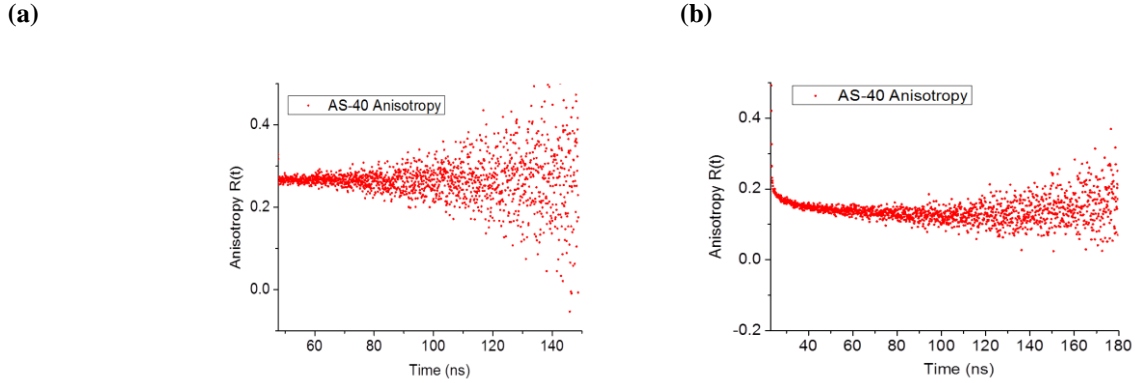 (a)
(b)
AS-40 Anisotropy
0.4
0.2
0.0
Anisotropy R(t)
60 80 100 120 140
Time (ns)
AS-40 Anisotropy
0.4
0.2
0.0
-0.2
Anisotropy R(t)
40 60 80 100 120 140 160 180
Time (ns)